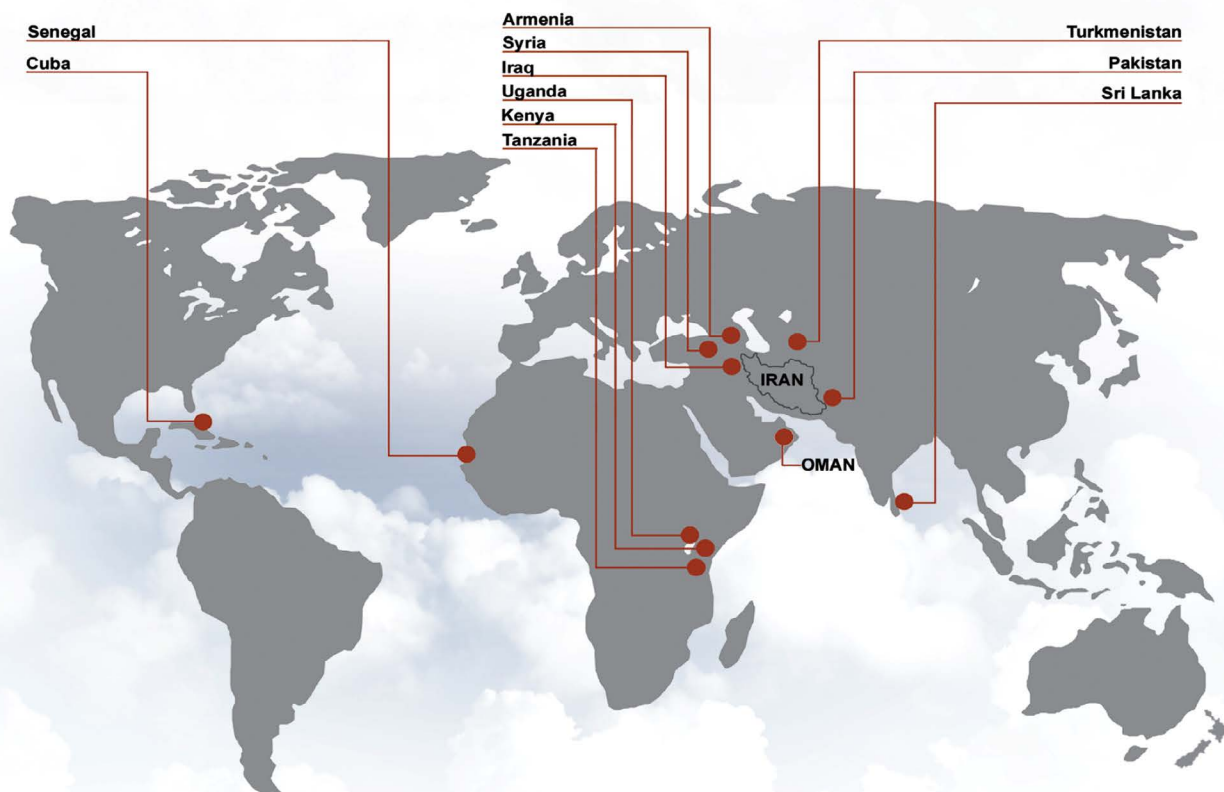 Senegal
Cuba
Armenia
Syria
Iraq
Uganda
Kenya
Tanzania
Turkmenistan
Pakistan
Sri Lanka
IRAN
OMAN